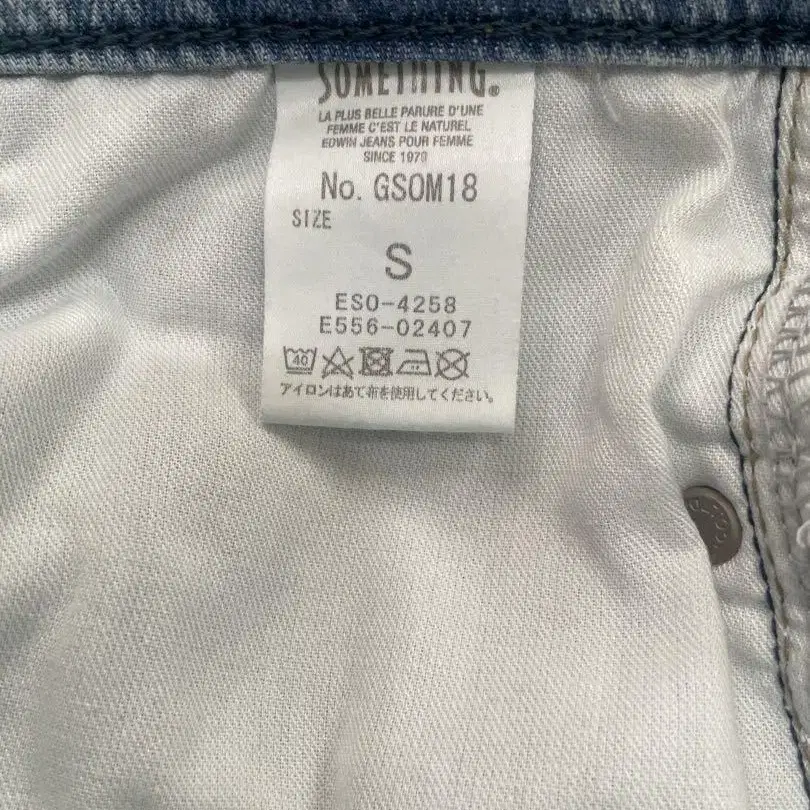 SOMETHING®
LA PLUS BELLE PARURE D'UNE
FEMME C'EST LE NATUREL
EDWIN JEANS POUR FEMME
SINCE 1970
No. GSOM18
SIZE
S
ESO-4258
E556-02407
40
アイロンはあて布を使用してください。